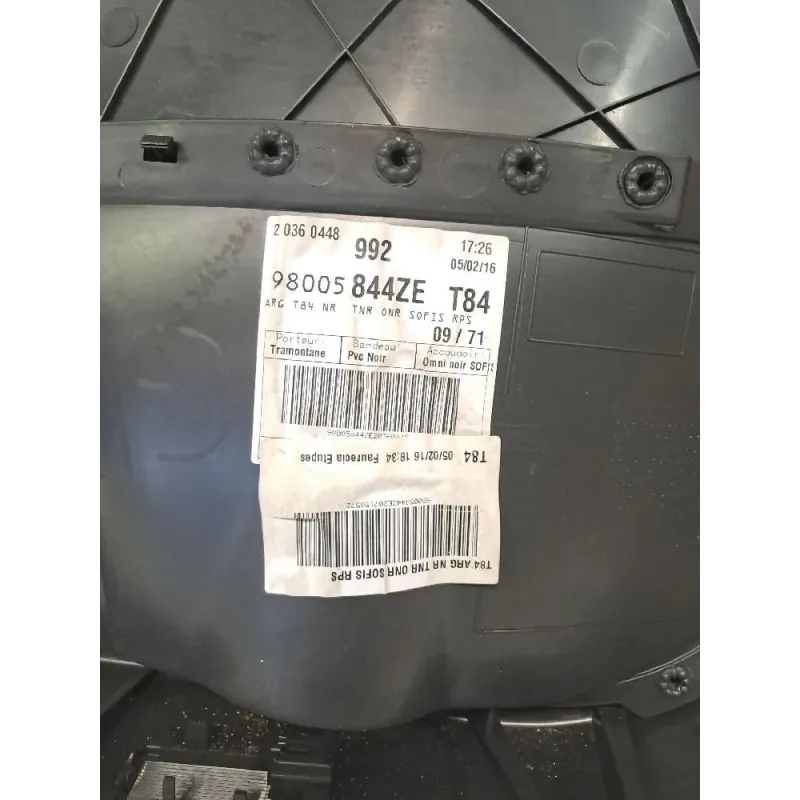 2 036 0448 992 17:26
05/02/16
98005 844ZE T84
ARG T84 NR TNR ONR SOFIS RPS
09 / 71
Porteur: Bandeau: Accoudoir:
Tramontane Pvc Noir Omni noir SOFIS
T84 05/02/16 18:34 Faurecia Etupes
T84 ARG NR TNR ONR SOFIS RPS